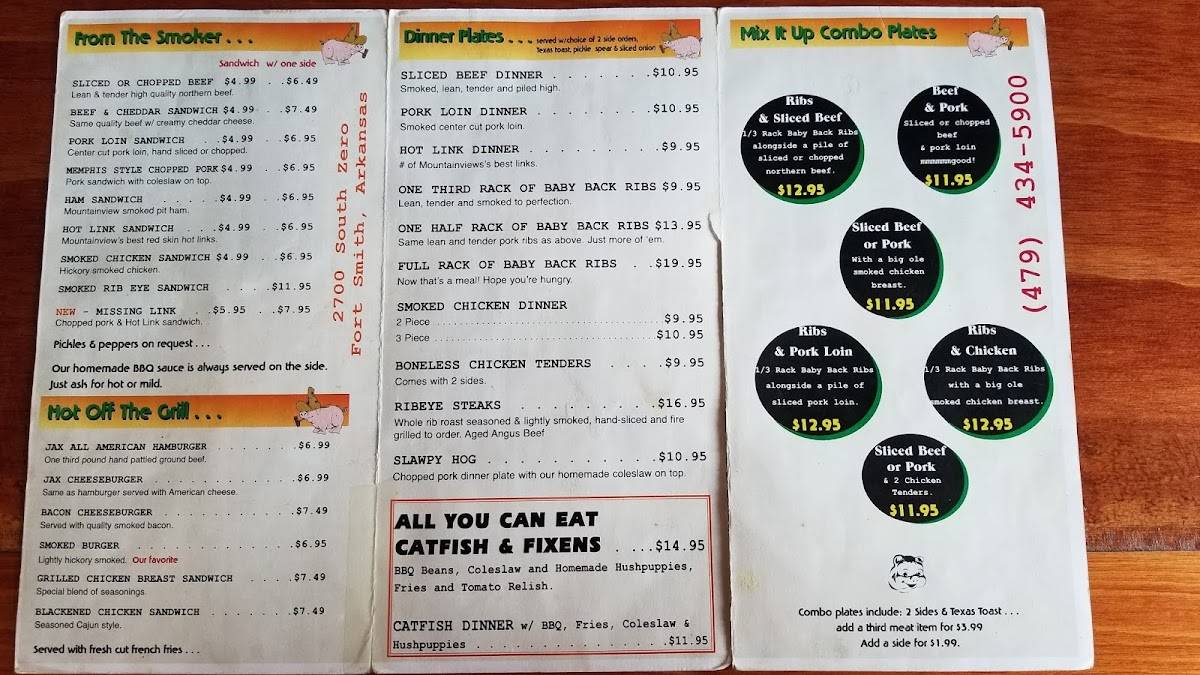 From The Smoker . . .
Sandwich w/ one side
SLICED OR CHOPPED BEEF $4.99 . .$6.49
Lean & tender high quality northern beef.
BEEF & CHEDDAR SANDWICH $4.99 . .$7.49
Same quality beef w/ creamy cheddar cheese.
PORK LOIN SANDWICH . .$4.99 . .$6.95
Center cut pork loin, hand sliced or chopped.
MEMPHIS STYLE CHOPPED PORK $4.99 . .$6.95
Pork sandwich with coleslaw on top.
HAM SANDWICH . . . . .$4.99 . .$6.95
Mountainview smoked pit ham.
HOT LINK SANDWICH . . .$4.99 . .$6.95
Mountainview's best red skin hot links.
SMOKED CHICKEN SANDWICH $4.99 . .$6.95
Hickory smoked chicken.
SMOKED RIB EYE SANDWICH . . . .$11.95
NEW - MISSING LINK . .$5.95 . .$7.95
Chopped pork & Hot Link sandwich.
Pickles & peppers on request . . .
Our homemade BBQ sauce is always served on the side.
Just ask for hot or mild.
2700 South Zero
Fort Smith, Arkansas
Hot Off The Grill . . .
JAX ALL AMERICAN HAMBURGER . . . . . . . .$6.99
One third pound hand pattied ground beef.
JAX CHEESEBURGER . . . . . . . . . . . . .$6.99
Same as hamburger served with American cheese.
BACON CHEESEBURGER . . . . . . . . . . . .$7.49
Served with quality smoked bacon.
SMOKED BURGER . . . . . . . . . . . . . .$6.95
Lightly hickory smoked. Our favorite
GRILLED CHICKEN BREAST SANDWICH . . . . .$7.49
Special blend of seasonings.
BLACKENED CHICKEN SANDWICH . . . . . . . .$7.49
Seasoned Cajun style.
Served with fresh cut french fries . . .
Dinner Plates . . . served w/choice of 2 side orders,
Texas toast, pickle spear & sliced onion
SLICED BEEF DINNER . . . . . . .$10.95
Smoked, lean, tender and piled high.
PORK LOIN DINNER . . . . . . . .$10.95
Smoked center cut pork loin.
HOT LINK DINNER . . . . . . . . .$9.95
# of Mountainviews's best links.
ONE THIRD RACK OF BABY BACK RIBS $9.95
Lean, tender and smoked to perfection.
ONE HALF RACK OF BABY BACK RIBS $13.95
Same lean and tender pork ribs as above. Just more of 'em.
FULL RACK OF BABY BACK RIBS . .$19.95
Now that's a meal! Hope you're hungry.
SMOKED CHICKEN DINNER
2 Piece . . . . . . . . . . . . . . . . . . . . $9.95
3 Piece . . . . . . . . . . . . . . . . . . . . $10.95
BONELESS CHICKEN TENDERS . . . . .$9.95
Comes with 2 sides.
RIBEYE STEAKS . . . . . . . . . .$16.95
Whole rib roast seasoned & lightly smoked, hand-sliced and fire
grilled to order. Aged Angus Beef
SLAWPY HOG . . . . . . . . . . . .$10.95
Chopped pork dinner plate with our homemade coleslaw on top.
ALL YOU CAN EAT
CATFISH & FIXENS . ...$14.95
BBQ Beans, Coleslaw and Homemade Hushpuppies,
Fries and Tomato Relish.
CATFISH DINNER w/ BBQ, Fries, Coleslaw &
Hushpuppies . . . . . . . . . . . . . .$11.95
Mix It Up Combo Plates
Ribs
& Sliced Beef
1/3 Rack Baby Back Ribs
alongside a pile of
sliced or chopped
northern beef.
$12.95
Beef
& Pork
Sliced or chopped
beef
& pork loin
mmmmmgood!
$11.95
Sliced Beef
or Pork
With a big ole
smoked chicken
breast.
$11.95
Ribs
& Pork Loin
1/3 Rack Baby Back Ribs
alongside a pile of
sliced pork loin.
$12.95
Ribs
& Chicken
1/3 Rack Baby Back Ribs
with a big ole
smoked chicken breast.
$12.95
Sliced Beef
or Pork
& 2 Chicken
Tenders.
$11.95
(479) 434-5900
Combo plates include: 2 Sides & Texas Toast . . .
add a third meat item for $3.99
Add a side for $1.99.